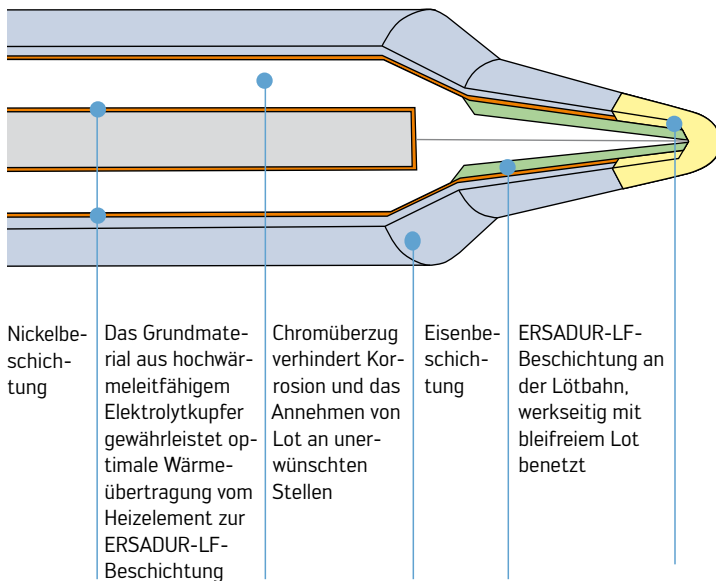 Nickelbe-
schich-
tung
Das Grundmate-
rial aus hochwär-
meleitfähigem
Elektrolytkupfer
gewährleistet op-
timale Wärme-
übertragung vom
Heizelement zur
ERSADUR-LF-
Beschichtung
Chromüberzug
verhindert Kor-
rosion und das
Annehmen von
Lot an uner-
wünschten
Stellen
Eisenbe-
schich-
tung
ERSADUR-LF-
Beschichtung an
der Lötbahn,
werkseitig mit
bleifreiem Lot
benetzt